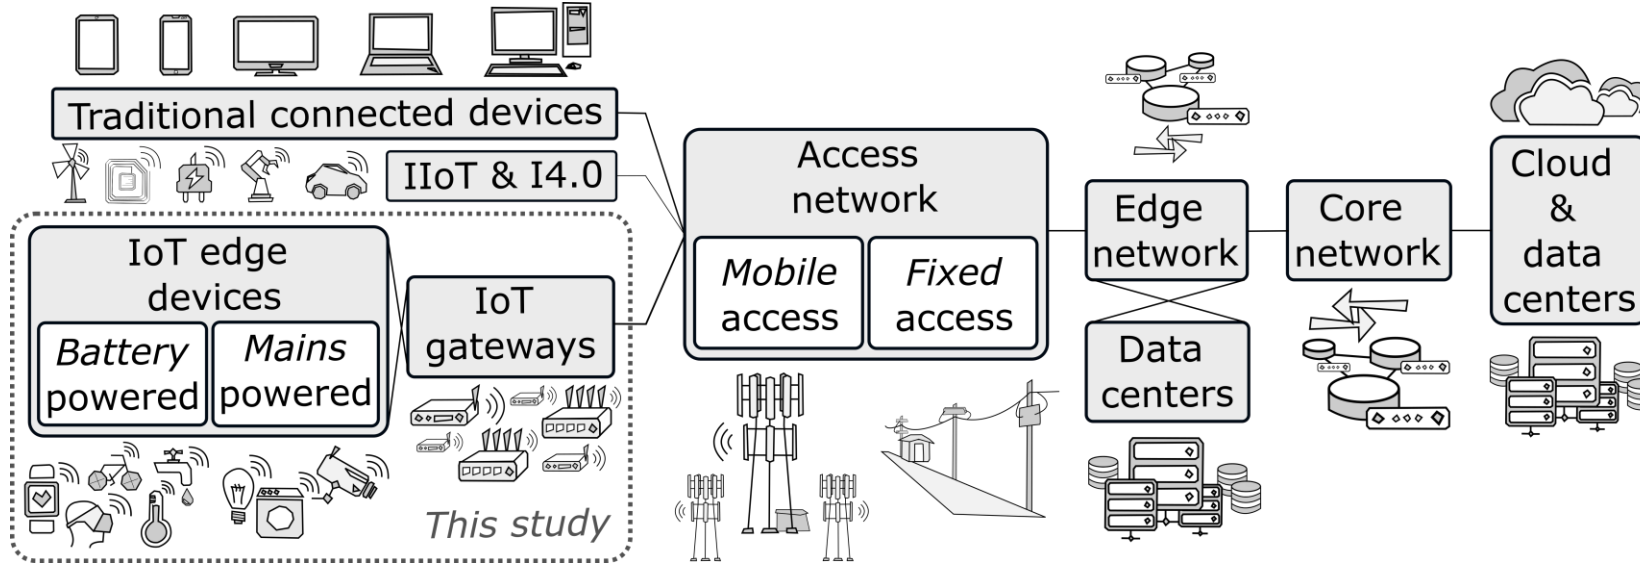 Traditional connected devices
IIoT & I4.0
IoT edge
devices
Battery
powered
Mains
powered
IoT
gateways
This study
Access
network
Mobile
access
Fixed
access
Edge
network
Data
centers
Core
network
Cloud
&
data
centers